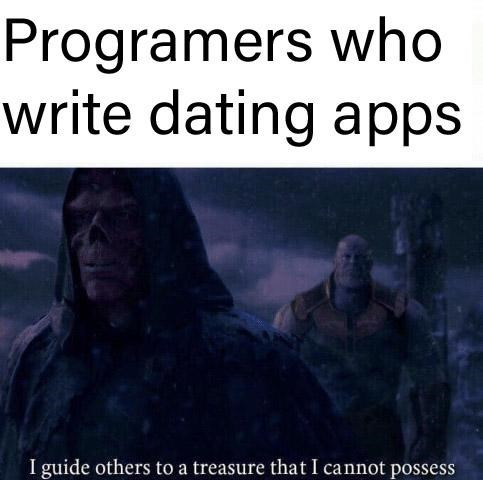 Programers who
write dating apps
I guide others to a treasure that I cannot possess